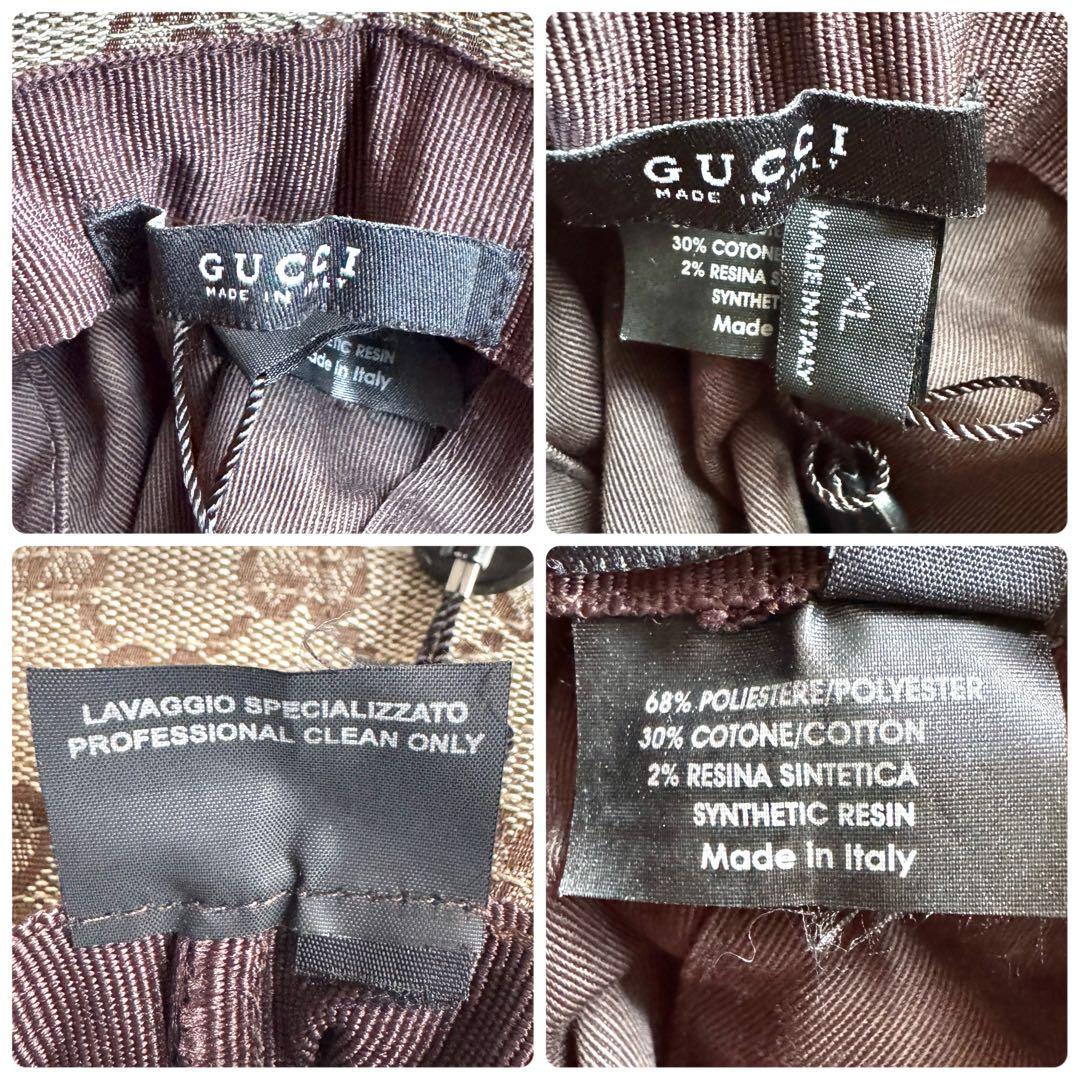 GUCCI
MADE IN ITALY
RESIN
Made in Italy
GUCCI
MADE IN ITALY
30% COTONE
2% RESINA
SYNTHET
Made
MADE IN ITALY
XL
LAVAGGIO SPECIALIZZATO
PROFESSIONAL CLEAN ONLY
68% POLIESTERE/POLYESTER
30% COTONE/COTTON
2% RESINA SINTETICA
SYNTHETIC RESIN
Made in Italy